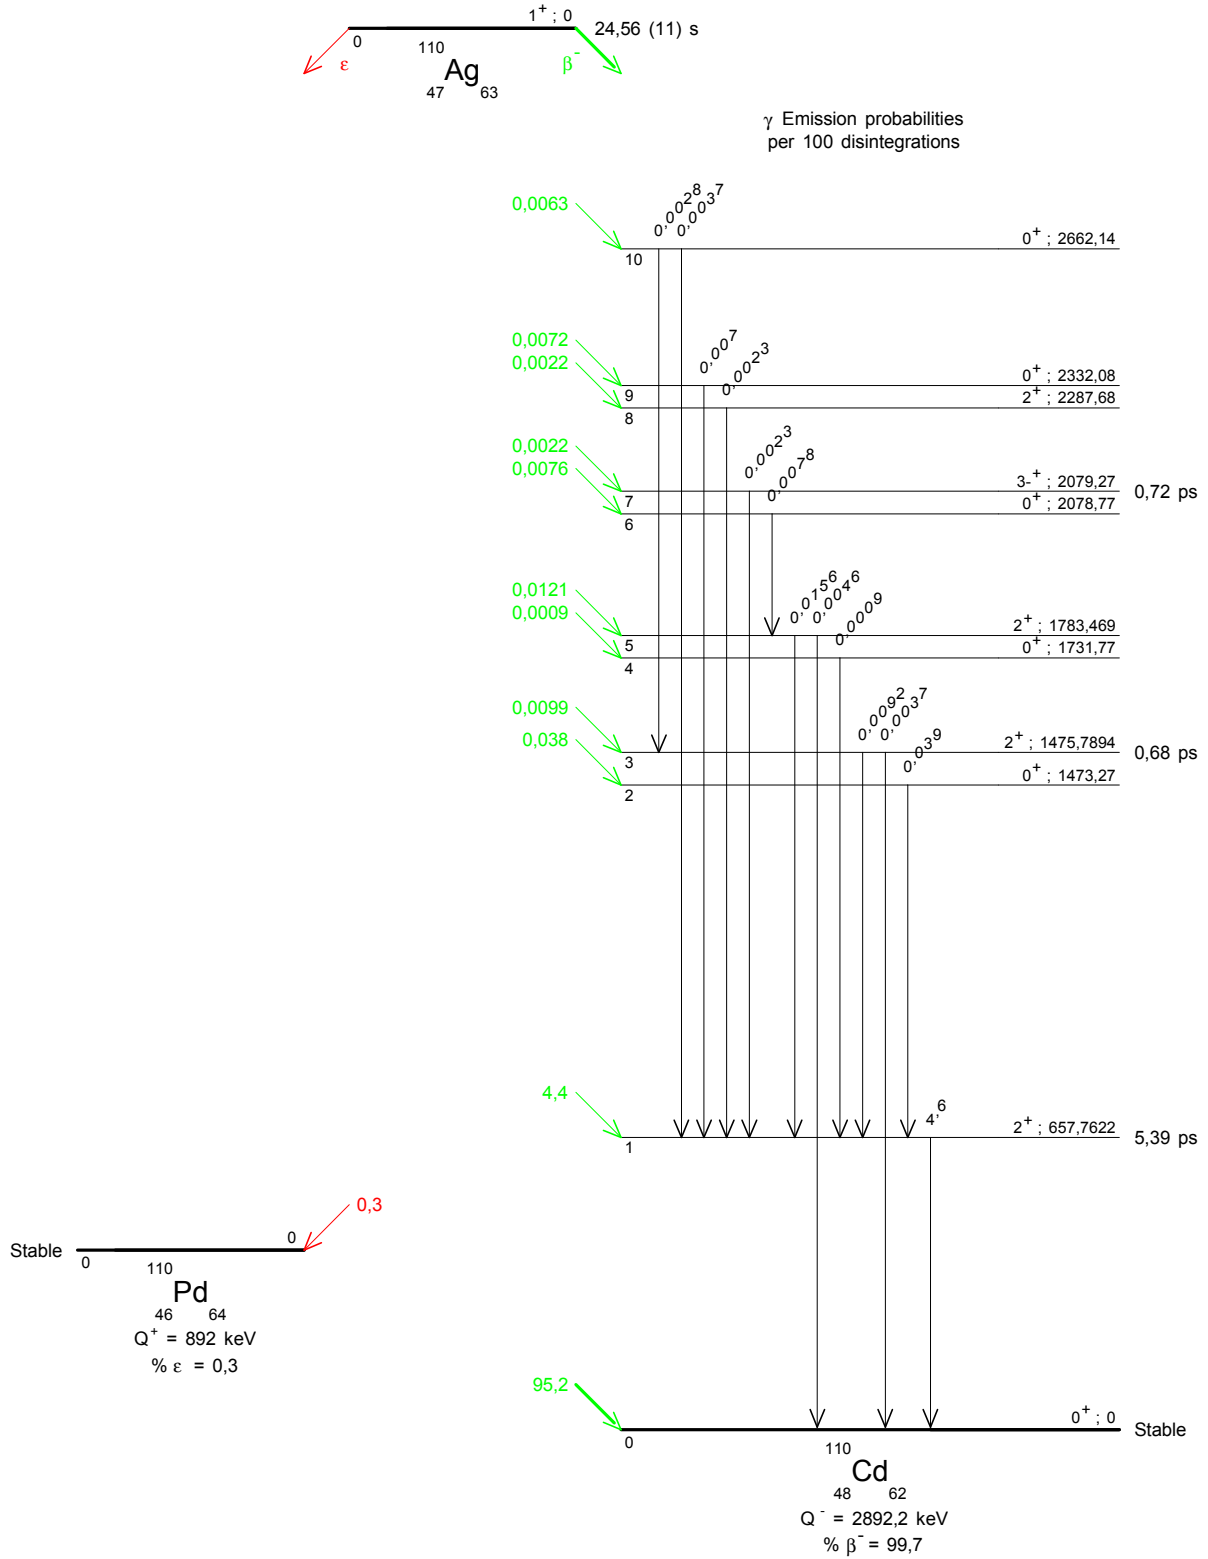 1+ ; 0
24,56 (11) s
0
ε
β-
110
Ag
47 63
γ Emission probabilities
per 100 disintegrations
0,0028
0,0037
0,0063
0+ ; 2662,14
10
0,007
0,0023
0,0072
0+ ; 2332,08
9
0,0022
2+ ; 2287,68
8
0,0023
0,0078
0,0022
3-+ ; 2079,27
0,72 ps
7
0,0076
0+ ; 2078,77
6
0,0156
0,0046
0,0009
0,0121
2+ ; 1783,469
5
0,0009
0+ ; 1731,77
4
0,0092
0,0037
0,039
0,0099
2+ ; 1475,7894
0,68 ps
3
0,038
0+ ; 1473,27
2
4,4
4,6
2+ ; 657,7622
5,39 ps
1
0,3
Stable
0
0
110
Pd
46 64
Q+ = 892 keV
% ε = 0,3
95,2
0+ ; 0
Stable
0
110
Cd
48 62
Q- = 2892,2 keV
% β- = 99,7